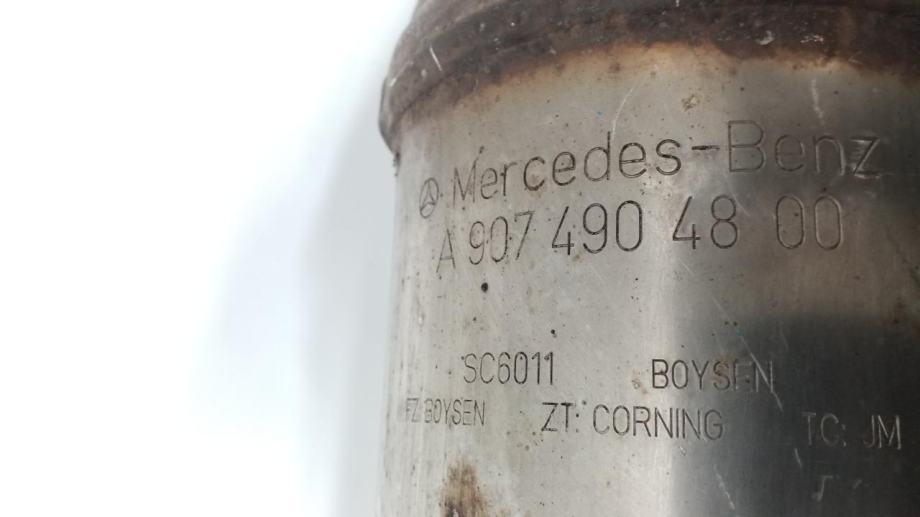 Mercedes-Benz
A 907 490 48 00
SC6011 BOYSEN
FZ: BOYSEN ZT: CORNING TC: JM